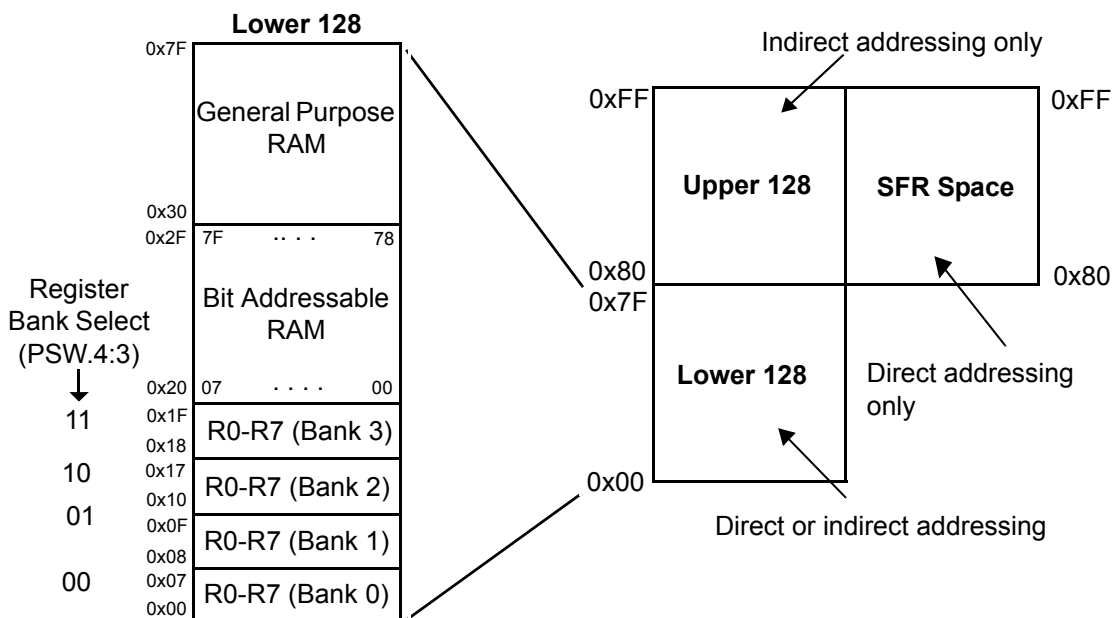 Lower 128
0x7F
General Purpose
RAM
0x30
0x2F
7F .. . . 78
Bit Addressable
RAM
0x20
07 . . . . 00
Register
Bank Select
(PSW.4:3)
11
0x1F
R0-R7 (Bank 3)
0x18
10
0x17
R0-R7 (Bank 2)
0x10
01
0x0F
R0-R7 (Bank 1)
0x08
00
0x07
R0-R7 (Bank 0)
0x00
Indirect addressing only
0xFF
0xFF
Upper 128
SFR Space
0x80
0x80
0x7F
Lower 128
Direct addressing
only
0x00
Direct or indirect addressing